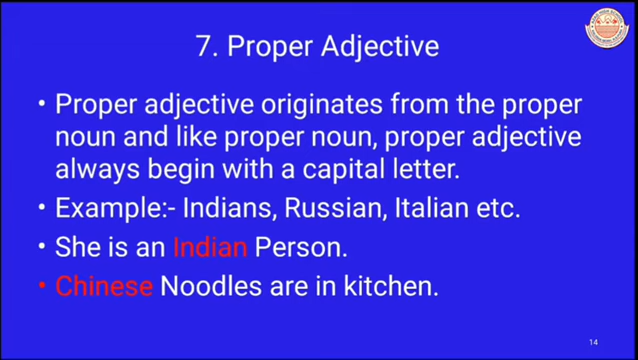 7. Proper Adjective
• Proper adjective originates from the proper
noun and like proper noun, proper adjective
always begin with a capital letter.
• Example:- Indians, Russian, Italian etc.
• She is an Indian Person.
• Chinese Noodles are in kitchen.
14